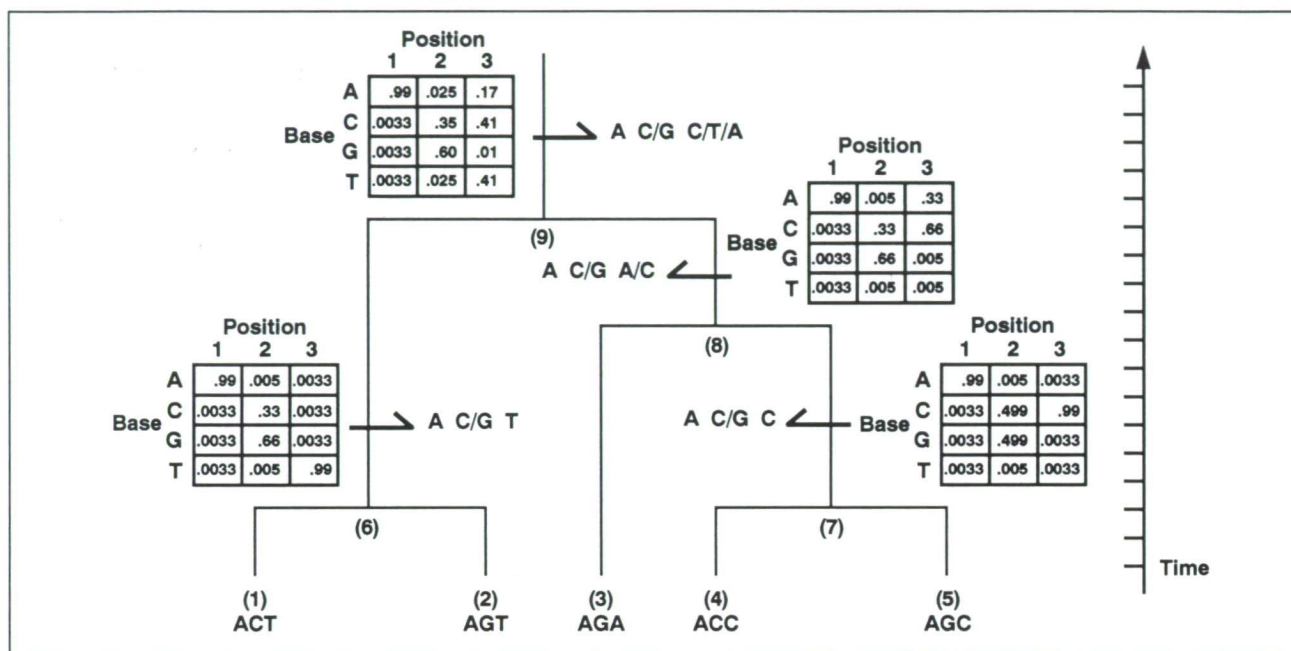 Position
1 2 3
A .99 .025 .17
C .0033 .35 .41
Base
G .0033 .60 .01
T .0033 .025 .41
A C/G C/T/A
(9)
Position
1 2 3
A .99 .005 .33
C .0033 .33 .66
Base
G .0033 .66 .005
T .0033 .005 .005
A C/G A/C
(8)
Position
1 2 3
A .99 .005 .0033
C .0033 .33 .0033
Base
G .0033 .66 .0033
T .0033 .005 .99
A C/G T
(6)
A C/G C
Position
1 2 3
A .99 .005 .0033
C .0033 .499 .99
Base
G .0033 .499 .0033
T .0033 .005 .0033
(7)
Time
(1) (2) (3) (4) (5)
ACT AGT AGA ACC AGC